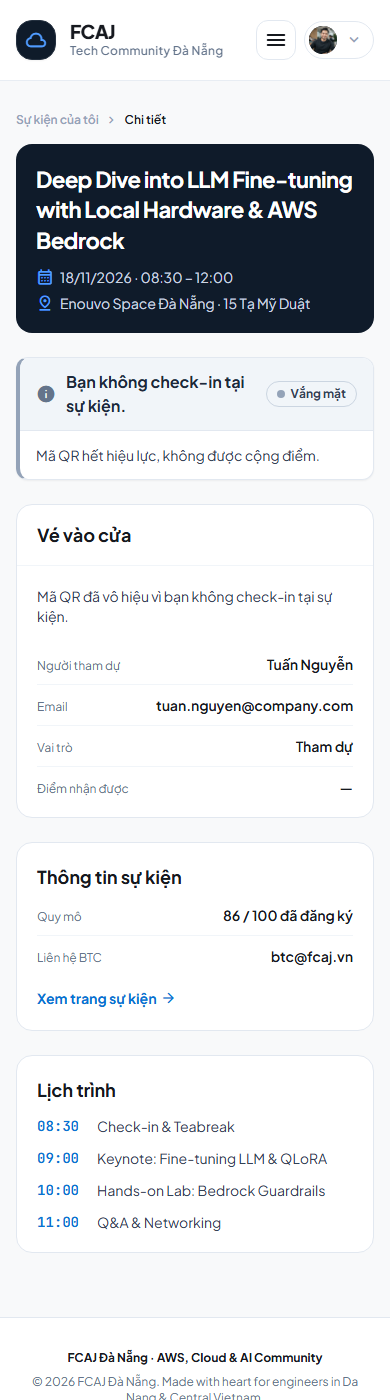 FCAJ
Tech Community Đà Nẵng
Sự kiện của tôi > Chi tiết
Deep Dive into LLM Fine-tuning
with Local Hardware & AWS
Bedrock
18/11/2026 · 08:30 – 12:00
Enouvo Space Đà Nẵng · 15 Tạ Mỹ Duật
Bạn không check-in tại
sự kiện.
Vắng mặt
Mã QR hết hiệu lực, không được cộng điểm.
Vé vào cửa
Mã QR đã vô hiệu vì bạn không check-in tại sự
kiện.
Người tham dự Tuấn Nguyễn
Email tuan.nguyen@company.com
Vai trò Tham dự
Điểm nhận được —
Thông tin sự kiện
Quy mô 86 / 100 đã đăng ký
Liên hệ BTC btc@fcaj.vn
Xem trang sự kiện →
Lịch trình
08:30 Check-in & Teabreak
09:00 Keynote: Fine-tuning LLM & QLoRA
10:00 Hands-on Lab: Bedrock Guardrails
11:00 Q&A & Networking
FCAJ Đà Nẵng · AWS, Cloud & AI Community
© 2026 FCAJ Đà Nẵng. Made with heart for engineers in Da
Nang & Central Vietnam